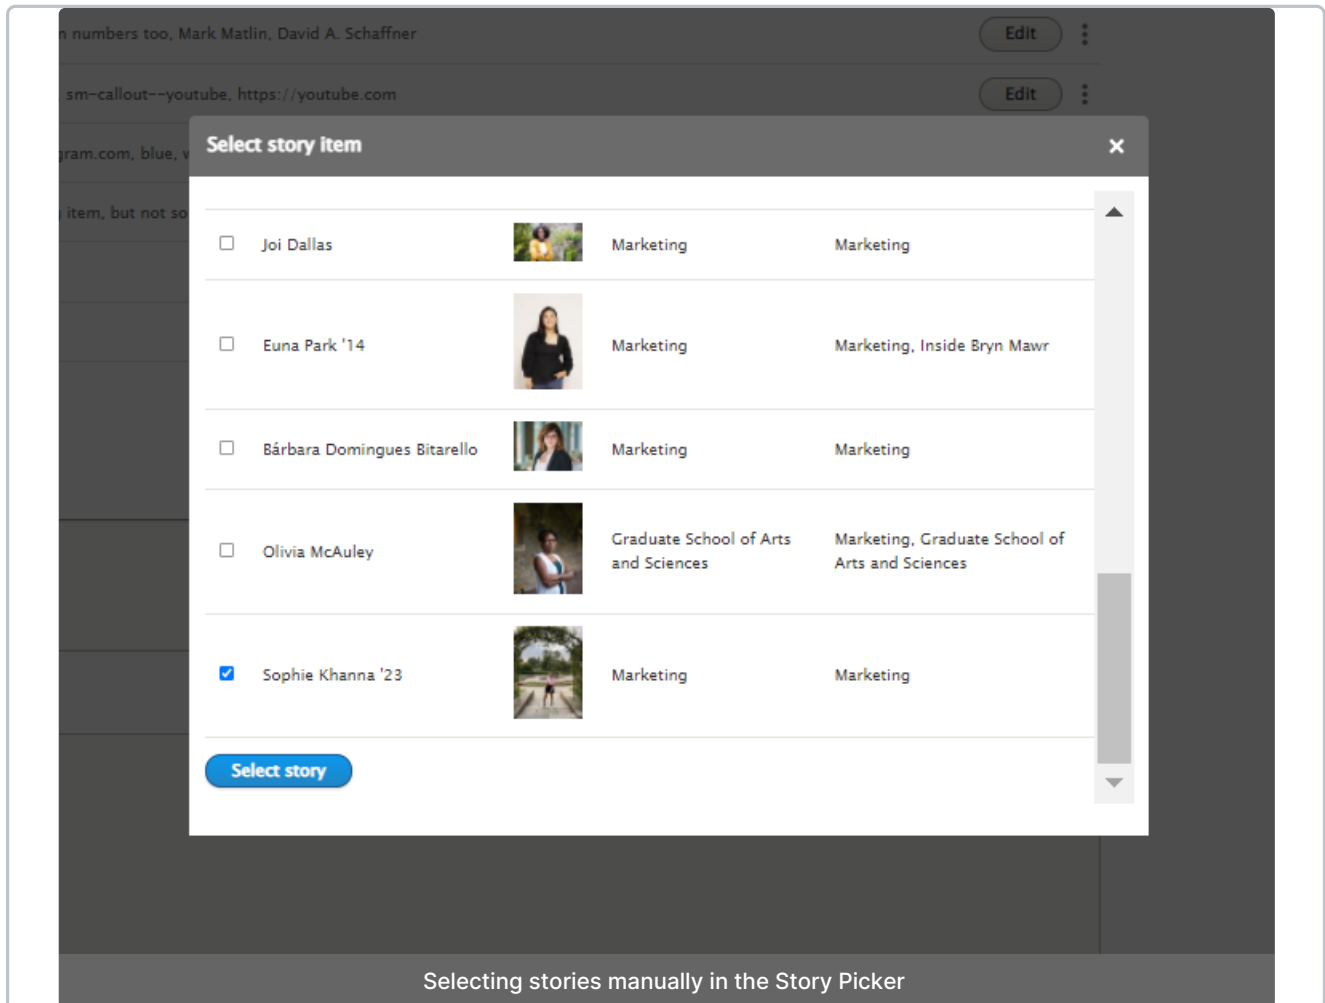 n numbers too, Mark Matlin, David A. Schaffner Edit
sm-callout--youtube, https://youtube.com Edit
gram.com, blue, w
item, but not so
Select story item
Joi Dallas Marketing Marketing
Euna Park '14 Marketing Marketing, Inside Bryn Mawr
Bárbara Domingues Bitarello Marketing Marketing
Olivia McAuley Graduate School of Arts and Sciences Marketing, Graduate School of Arts and Sciences
Sophie Khanna '23 Marketing Marketing
Select story
Selecting stories manually in the Story Picker